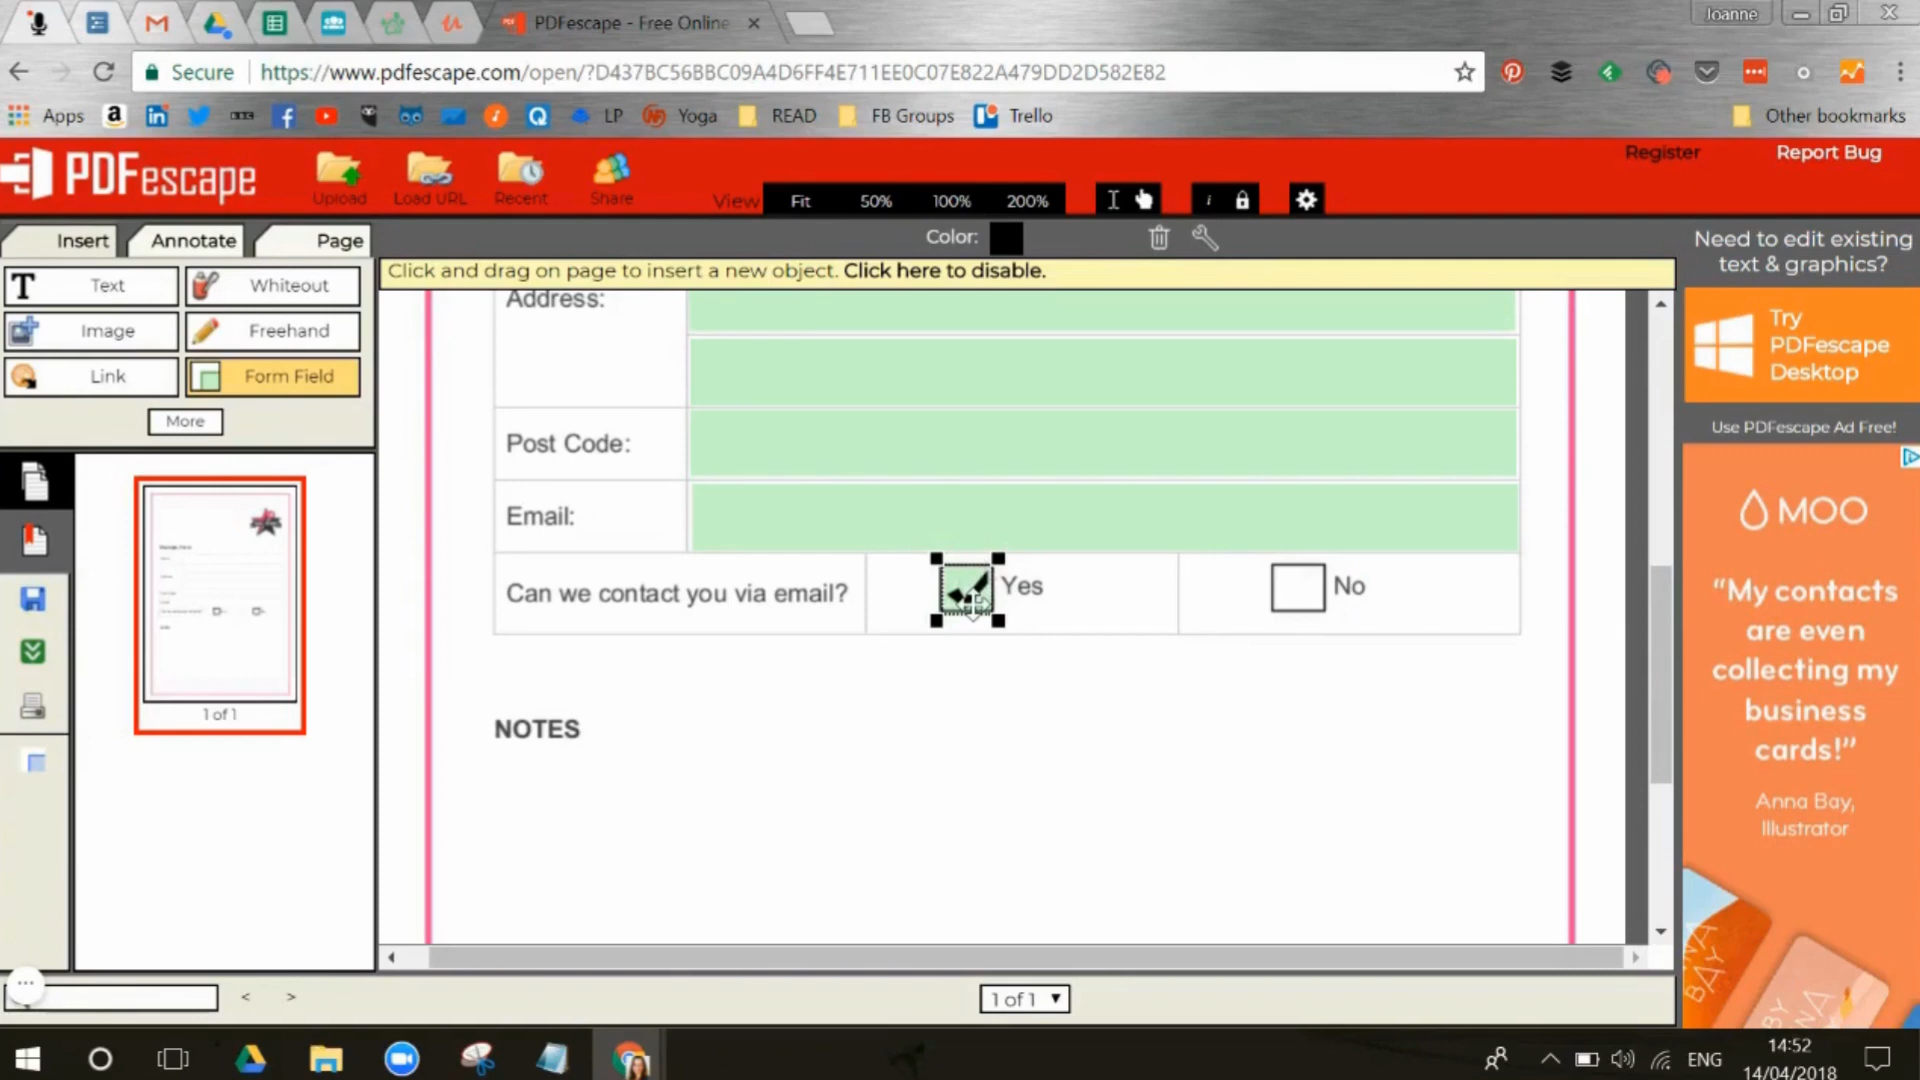 PDFescape - Free Online
Joanne
Secure
https://www.pdfescape.com/open/?D437BC56BBC09A4D6FF4E711EE0C07E822A479DD2D582E82
Apps
LP
Yoga
READ
FB Groups
Trello
Other bookmarks
PDFescape
Upload
Load URL
Recent
Share
View
Fit
50%
100%
200%
Register
Report Bug
Insert
Annotate
Page
Color:
Text
Whiteout
Image
Freehand
Link
Form Field
More
Click and drag on page to insert a new object. Click here to disable.
Address:
Post Code:
Email:
Can we contact you via email?
Yes
No
NOTES
1 of 1
1 of 1
Need to edit existing
text & graphics?
Try
PDFescape
Desktop
Use PDFescape Ad Free!
MOO
“My contacts
are even
collecting my
business
cards!”
Anna Bay,
Illustrator
ENG
14:52
14/04/2018